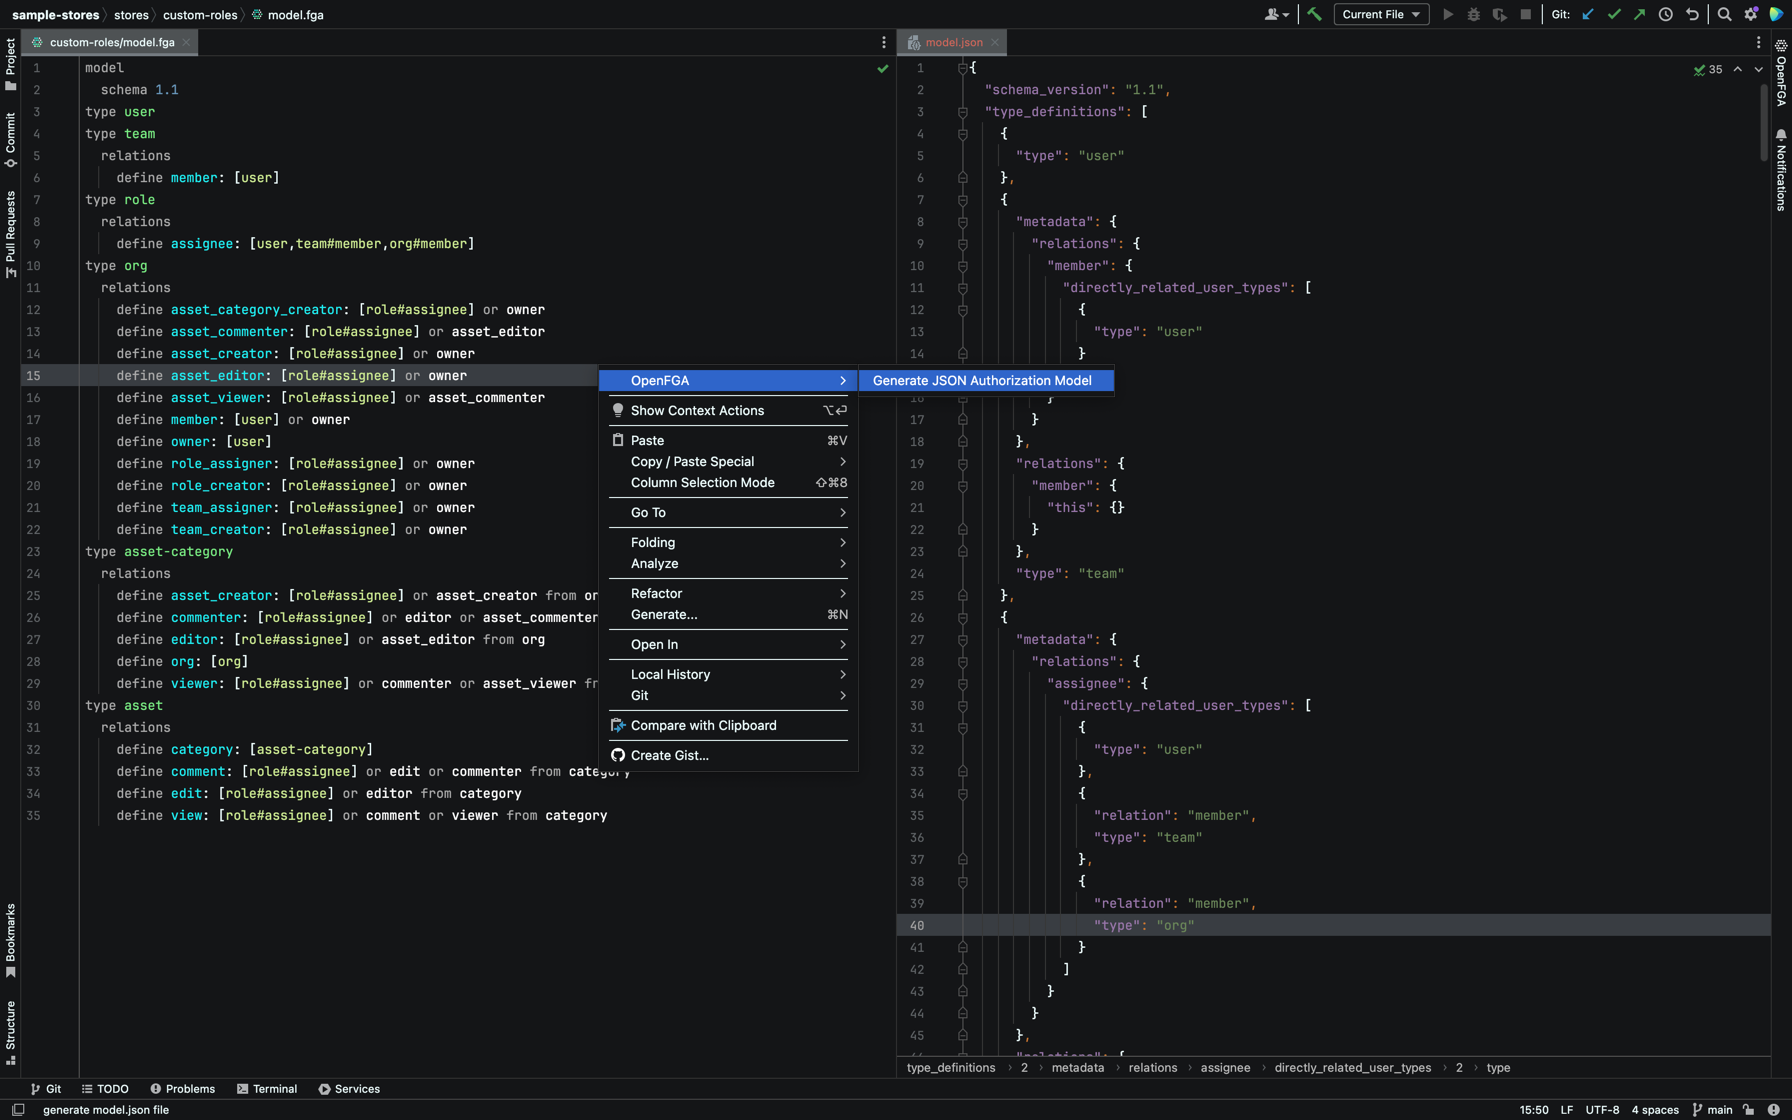 sample-stores stores custom-roles model.fga
Current File
Git:
custom-roles/model.fga
model.json
Project
Commit
Pull Requests
Bookmarks
Structure
1 model
2 schema 1.1
3 type user
4 type team
5 relations
6 define member: [user]
7 type role
8 relations
9 define assignee: [user,team#member,org#member]
10 type org
11 relations
12 define asset_category_creator: [role#assignee] or owner
13 define asset_commenter: [role#assignee] or asset_editor
14 define asset_creator: [role#assignee] or owner
15 define asset_editor: [role#assignee] or owner
16 define asset_viewer: [role#assignee] or asset_commenter
17 define member: [user] or owner
18 define owner: [user]
19 define role_assigner: [role#assignee] or owner
20 define role_creator: [role#assignee] or owner
21 define team_assigner: [role#assignee] or owner
22 define team_creator: [role#assignee] or owner
23 type asset-category
24 relations
25 define asset_creator: [role#assignee] or asset_creator from or
26 define commenter: [role#assignee] or editor or asset_commenter
27 define editor: [role#assignee] or asset_editor from org
28 define org: [org]
29 define viewer: [role#assignee] or commenter or asset_viewer fr
30 type asset
31 relations
32 define category: [asset-category]
33 define comment: [role#assignee] or edit or commenter from category
34 define edit: [role#assignee] or editor from category
35 define view: [role#assignee] or comment or viewer from category
OpenFGA
Generate JSON Authorization Model
Show Context Actions ⌥⏎
Paste ⌘V
Copy / Paste Special
Column Selection Mode ⇧⌘8
Go To
Folding
Analyze
Refactor
Generate... ⌘N
Open In
Local History
Git
Compare with Clipboard
Create Gist...
35
1 {
2 "schema_version": "1.1",
3 "type_definitions": [
4 {
5 "type": "user"
6 },
7 {
8 "metadata": {
9 "relations": {
10 "member": {
11 "directly_related_user_types": [
12 {
13 "type": "user"
14 }
16 }
17 }
18 },
19 "relations": {
20 "member": {
21 "this": {}
22 }
23 },
24 "type": "team"
25 },
26 {
27 "metadata": {
28 "relations": {
29 "assignee": {
30 "directly_related_user_types": [
31 {
32 "type": "user"
33 },
34 {
35 "relation": "member",
36 "type": "team"
37 },
38 {
39 "relation": "member",
40 "type": "org"
41 }
42 ]
43 }
44 }
45 },
"relations": {
type_definitions 2 metadata relations assignee directly_related_user_types 2 type
OpenFGA
Notifications
Git TODO Problems Terminal Services
generate model.json file
15:50 LF UTF-8 4 spaces main